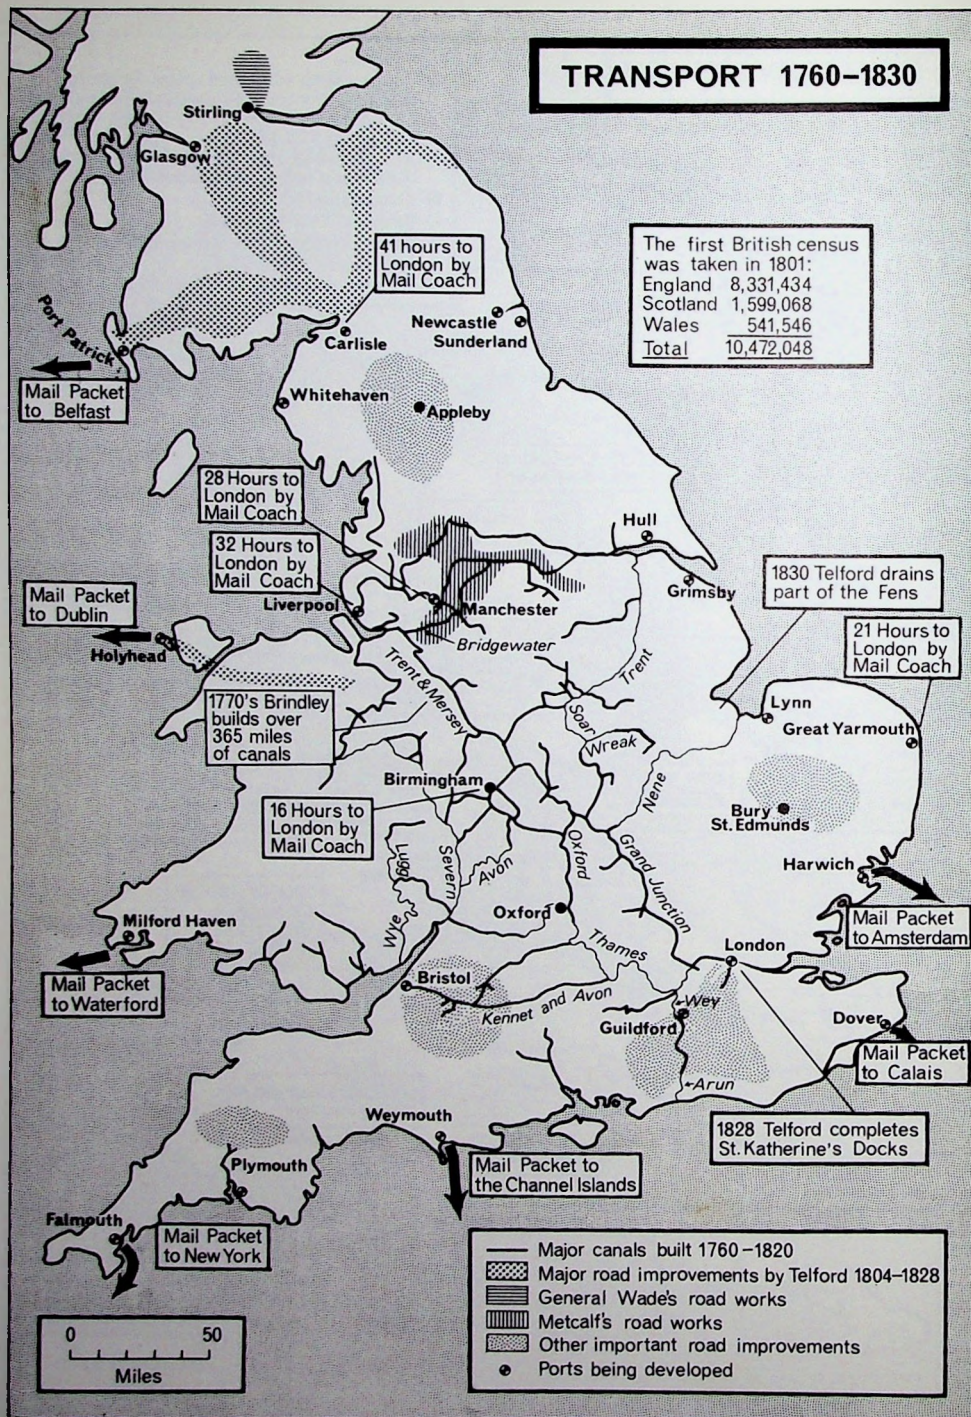 TRANSPORT 1760–1830
Stirling
Glasgow
41 hours to
London by
Mail Coach
The first British census
was taken in 1801:
England 8,331,434
Scotland 1,599,068
Wales 541,546
Total 10,472,048
Port Patrick
Newcastle
Sunderland
Carlisle
Mail Packet
to Belfast
Whitehaven
Appleby
28 Hours to
London by
Mail Coach
Hull
32 Hours to
London by
Mail Coach
1830 Telford drains
part of the Fens
Grimsby
Mail Packet
to Dublin
Liverpool
Manchester
21 Hours to
London by
Mail Coach
Holyhead
Bridgewater
Trent & Mersey
Trent
1770's Brindley
builds over
365 miles
of canals
Soar
Wreak
Lynn
Great Yarmouth
Birmingham
Nene
16 Hours to
London by
Mail Coach
Bury
St. Edmunds
Lugg
Severn
Avon
Oxford
Grand Junction
Harwich
Milford Haven
Wye
Oxford
Thames
London
Mail Packet
to Amsterdam
Mail Packet
to Waterford
Bristol
Kennet and Avon
Wey
Guildford
Dover
Mail Packet
to Calais
Arun
Weymouth
1828 Telford completes
St. Katherine's Docks
Plymouth
Mail Packet to
the Channel Islands
Falmouth
Mail Packet
to New York
Major canals built 1760–1820
Major road improvements by Telford 1804–1828
General Wade's road works
Metcalf's road works
Other important road improvements
Ports being developed
0 50
Miles